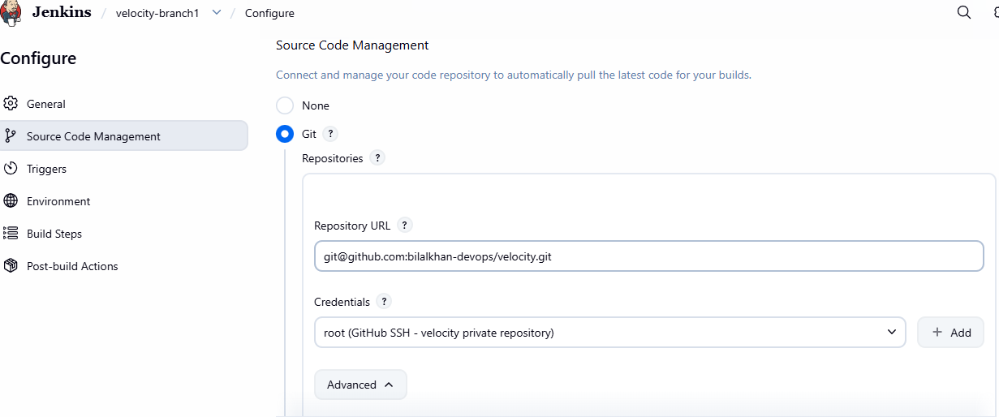 Jenkins / velocity-branch1 / Configure
Configure
General
Source Code Management
Triggers
Environment
Build Steps
Post-build Actions
Source Code Management
Connect and manage your code repository to automatically pull the latest code for your builds.
None
Git ?
Repositories ?
Repository URL ?
git@github.com:bilalkhan-devops/velocity.git
Credentials ?
root (GitHub SSH - velocity private repository)
+ Add
Advanced